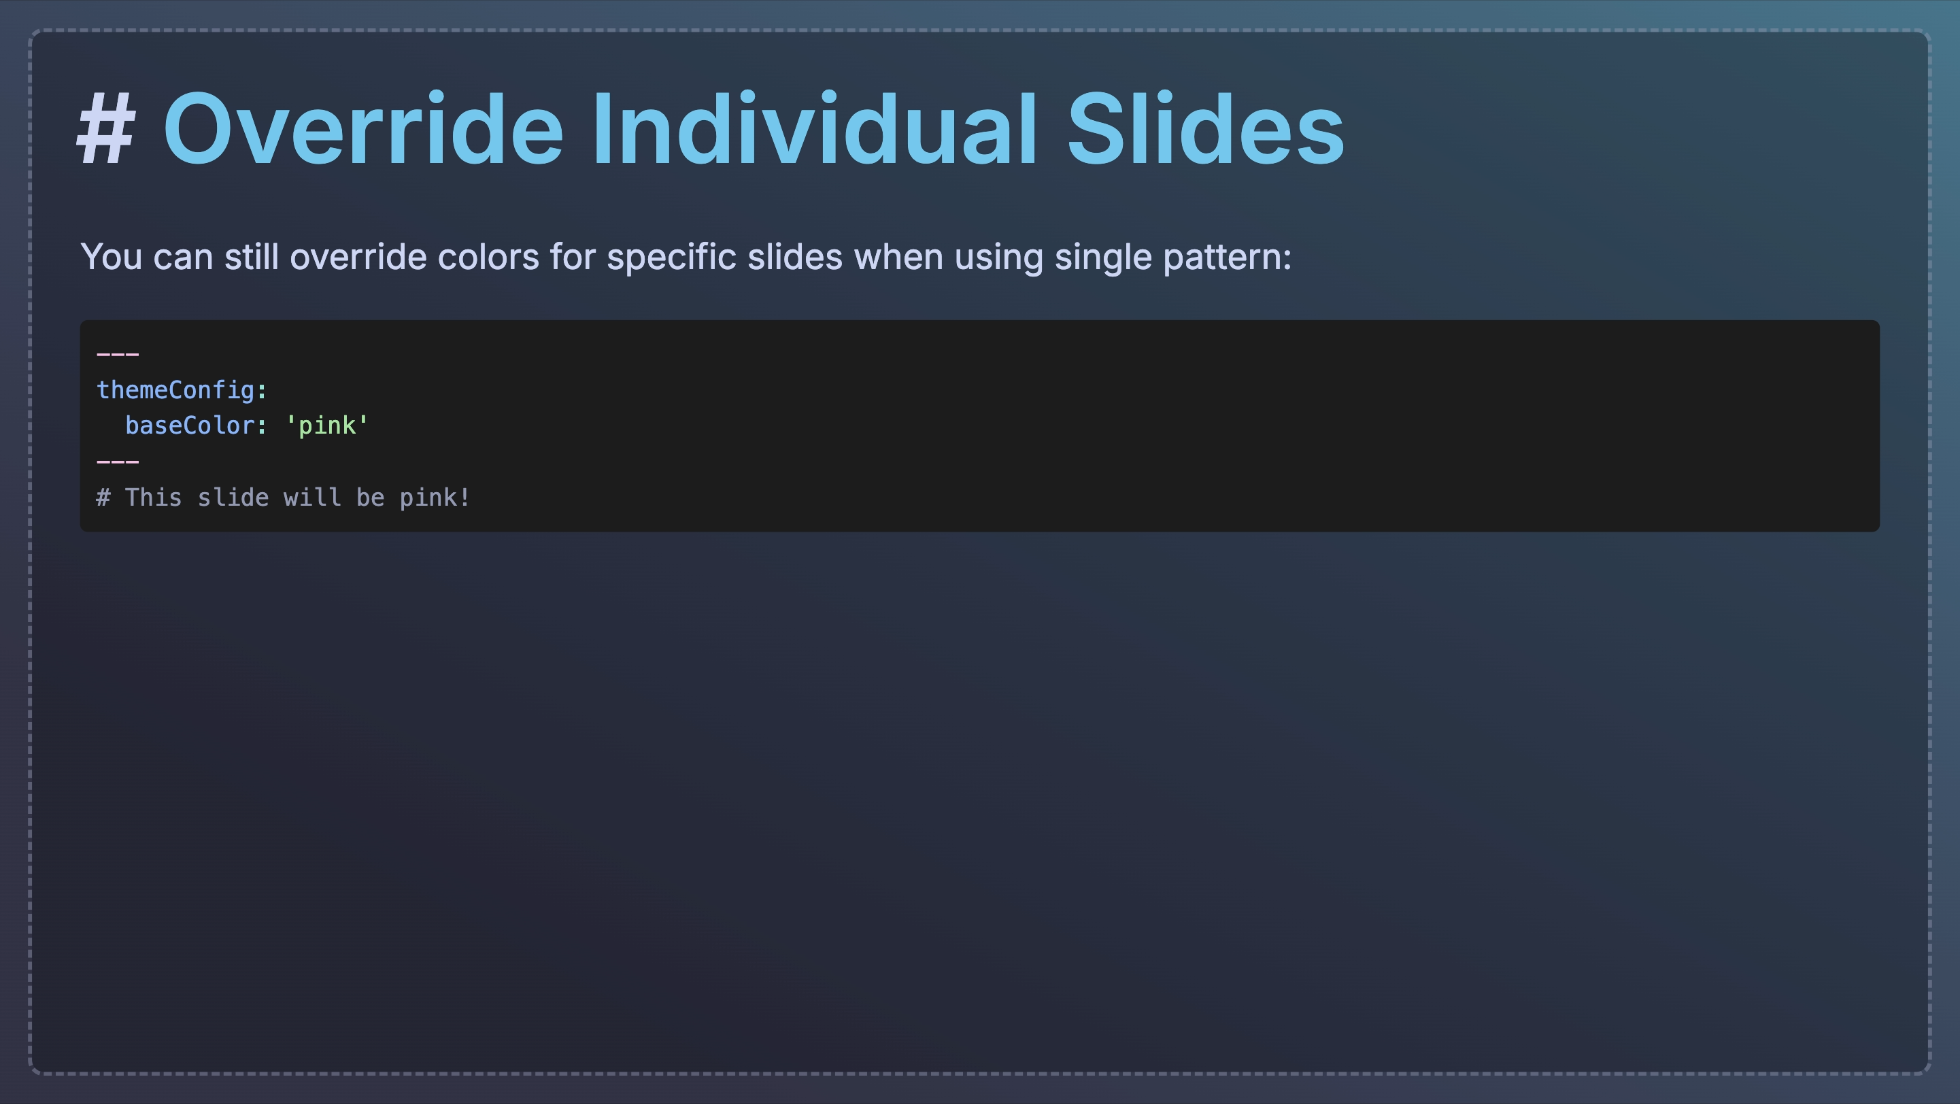 # Override Individual Slides
You can still override colors for specific slides when using single pattern:
---
themeConfig:
  baseColor: 'pink'
---
# This slide will be pink!